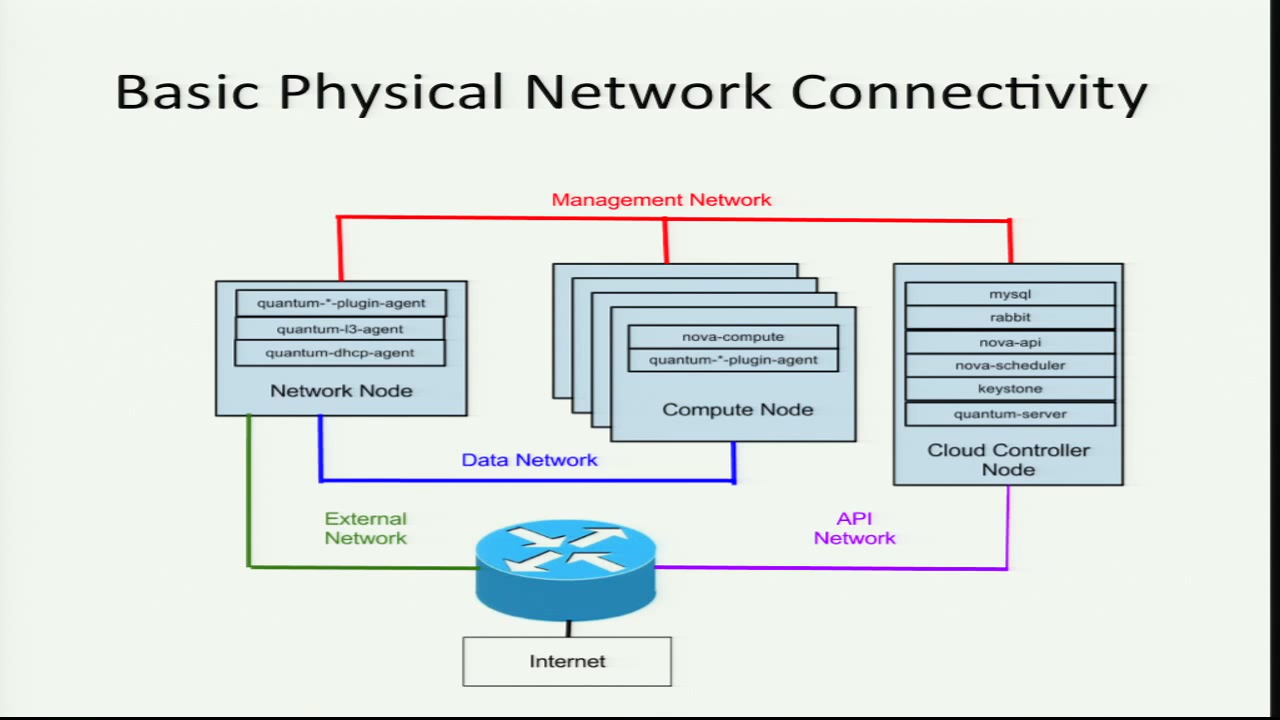 Basic Physical Network Connectivity
Management Network
quantum-*-plugin-agent
quantum-l3-agent
quantum-dhcp-agent
Network Node
nova-compute
quantum-*-plugin-agent
Compute Node
mysql
rabbit
nova-api
nova-scheduler
keystone
quantum-server
Cloud Controller
Node
Data Network
External
Network
API
Network
Internet